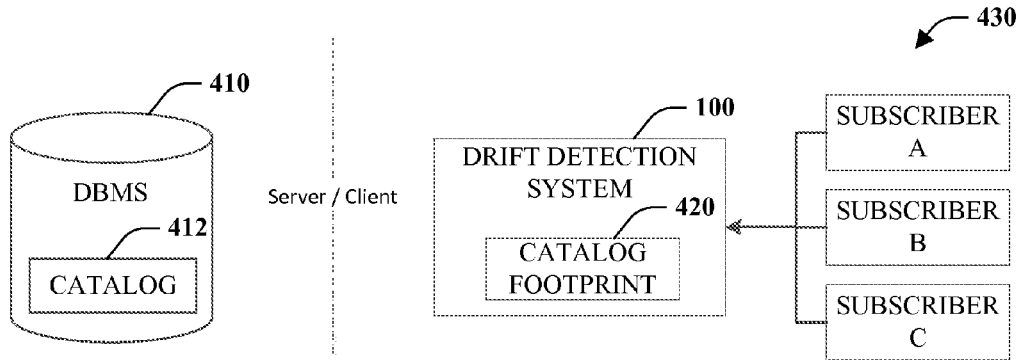 430
410
DBMS
412
CATALOG
Server / Client
100
DRIFT DETECTION
SYSTEM
420
CATALOG
FOOTPRINT
SUBSCRIBER
A
SUBSCRIBER
B
SUBSCRIBER
C